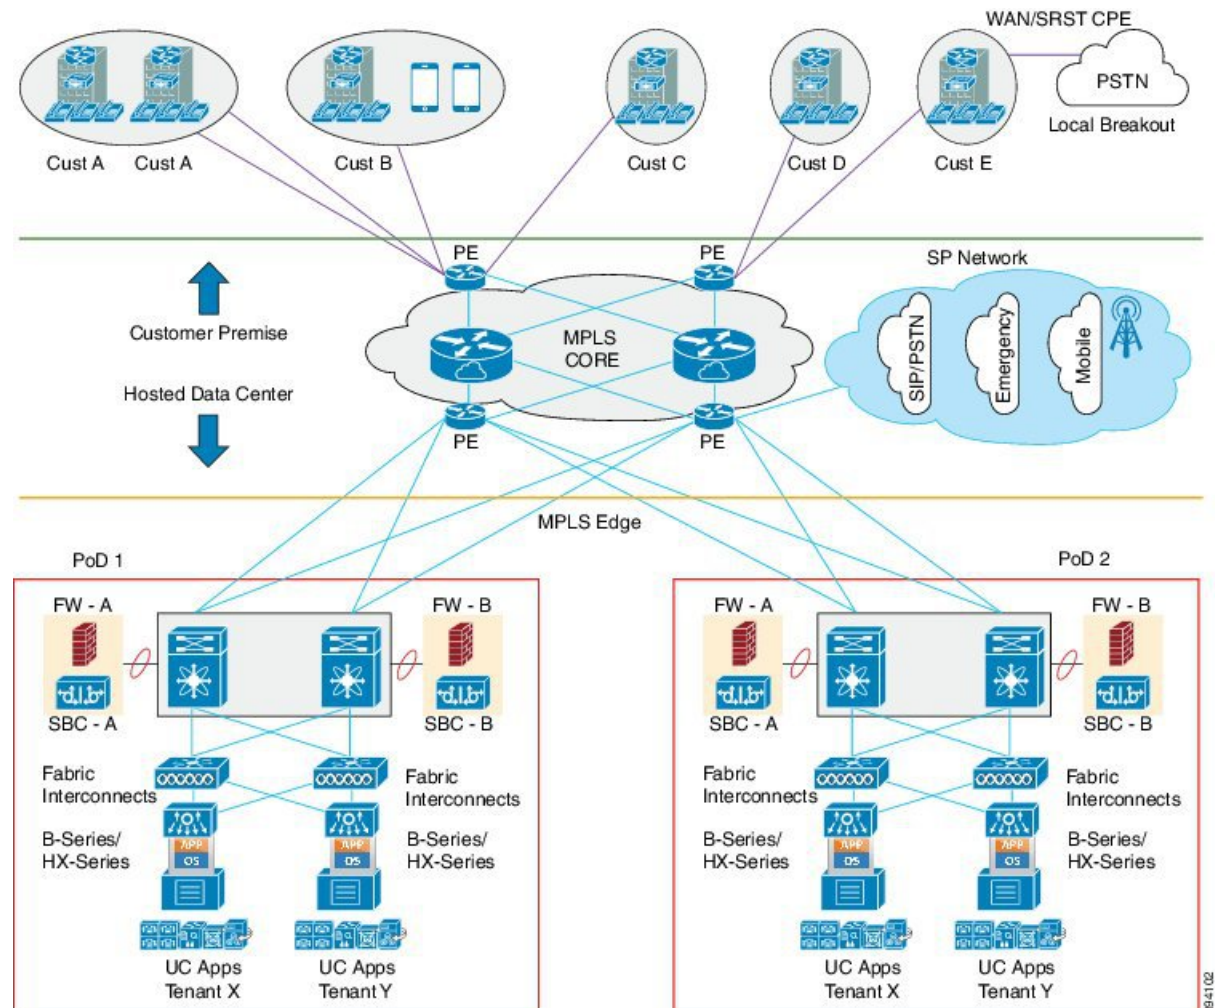 WAN/SRST CPE
PSTN
Local Breakout
Cust A
Cust A
Cust B
Cust C
Cust D
Cust E
PE
PE
SP Network
Customer Premise
MPLS
CORE
SIP/PSTN
Emergency
Mobile
Hosted Data Center
PE
PE
MPLS Edge
PoD 1
FW - A
FW - B
SBC - A
SBC - B
Fabric
Interconnects
Fabric
Interconnects
B-Series/
HX-Series
APP
OS
APP
OS
B-Series/
HX-Series
UC Apps
Tenant X
UC Apps
Tenant Y
PoD 2
FW - A
FW - B
SBC - A
SBC - B
Fabric
Interconnects
Fabric
Interconnects
B-Series/
HX-Series
APP
OS
APP
OS
B-Series/
HX-Series
UC Apps
Tenant X
UC Apps
Tenant Y